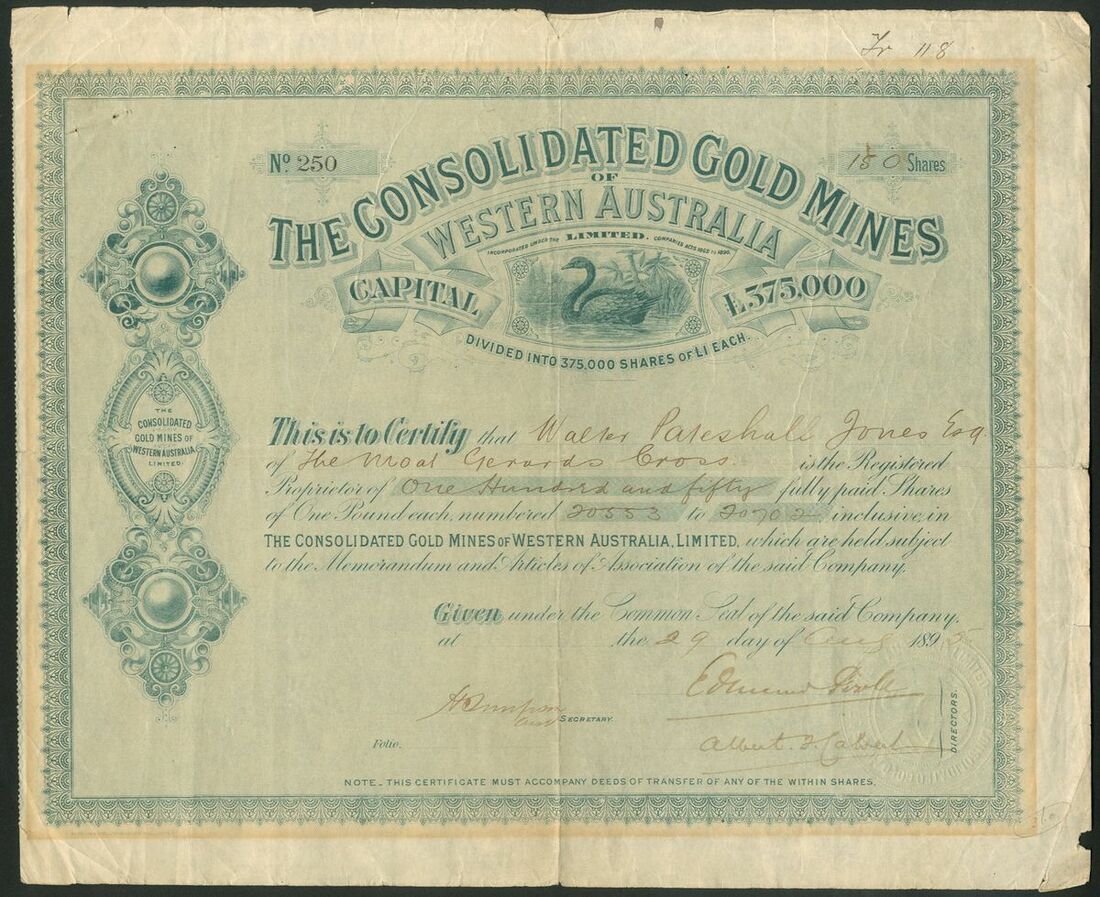 Fr 118
Nº 250
150 Shares
THE CONSOLIDATED GOLD MINES
OF
WESTERN AUSTRALIA
LIMITED.
INCORPORATED UNDER THE COMPANIES ACTS 1862 TO 1890.
CAPITAL £375,000
DIVIDED INTO 375,000 SHARES OF £1 EACH.
THE
CONSOLIDATED
GOLD MINES OF
WESTERN AUSTRALIA
LIMITED.
This is to Certify that Walter Pateshall Jones Esq
of The Moat Gerards Cross is the Registered
Proprietor of One Hundred and fifty fully paid Shares
of One Pound each, numbered 20553 to 20702 inclusive, in
THE CONSOLIDATED GOLD MINES OF WESTERN AUSTRALIA, LIMITED, which are held subject
to the Memorandum and Articles of Association of the said Company.
Given under the Common Seal of the said Company,
at the 29 day of Aug 1895
Edmund
SECRETARY.
Albert F Calvert
DIRECTORS.
Folio.
NOTE. THIS CERTIFICATE MUST ACCOMPANY DEEDS OF TRANSFER OF ANY OF THE WITHIN SHARES.